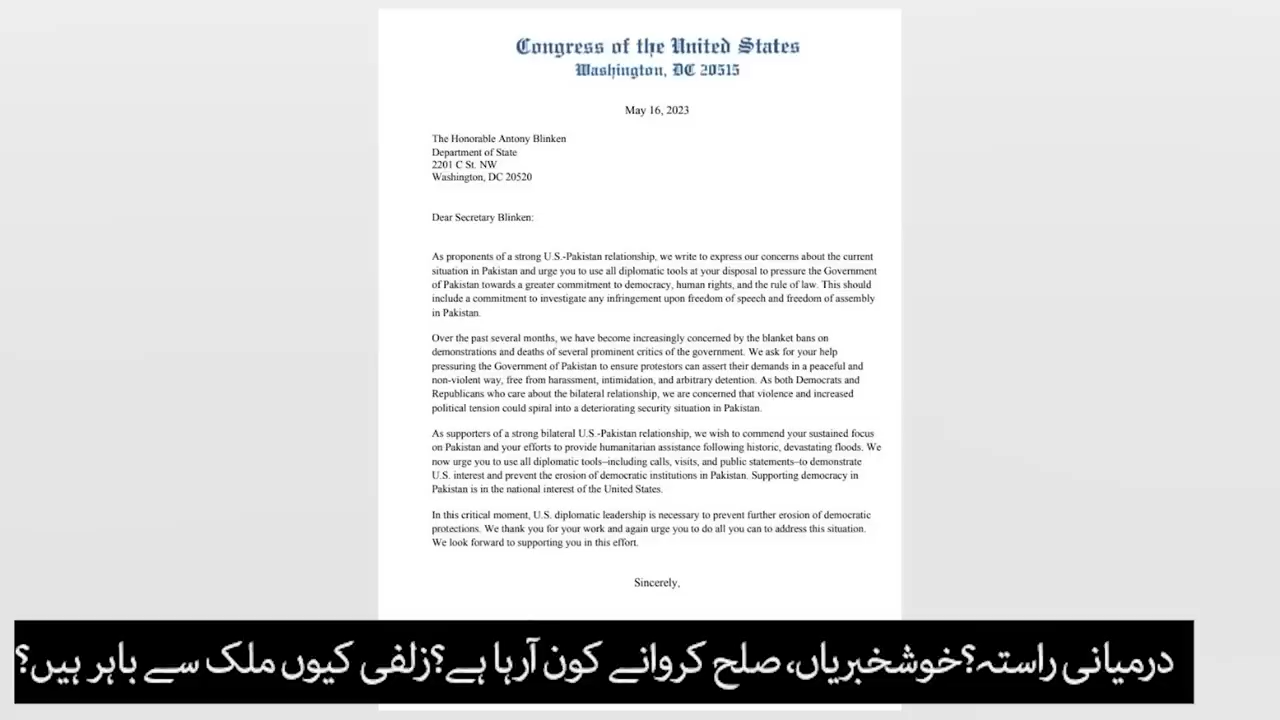 Congress of the United States
Washington, DC 20515
May 16, 2023
The Honorable Antony Blinken
Department of State
2201 C St. NW
Washington, DC 20520
Dear Secretary Blinken:
As proponents of a strong U.S.-Pakistan relationship, we write to express our concerns about the current
situation in Pakistan and urge you to use all diplomatic tools at your disposal to pressure the Government
of Pakistan towards a greater commitment to democracy, human rights, and the rule of law. This should
include a commitment to investigate any infringement upon freedom of speech and freedom of assembly
in Pakistan.
Over the past several months, we have become increasingly concerned by the blanket bans on
demonstrations and deaths of several prominent critics of the government. We ask for your help
pressuring the Government of Pakistan to ensure protestors can assert their demands in a peaceful and
non-violent way, free from harassment, intimidation, and arbitrary detention. As both Democrats and
Republicans who care about the bilateral relationship, we are concerned that violence and increased
political tension could spiral into a deteriorating security situation in Pakistan.
As supporters of a strong bilateral U.S.-Pakistan relationship, we wish to commend your sustained focus
on Pakistan and your efforts to provide humanitarian assistance following historic, devastating floods. We
now urge you to use all diplomatic tools–including calls, visits, and public statements–to demonstrate
U.S. interest and prevent the erosion of democratic institutions in Pakistan. Supporting democracy in
Pakistan is in the national interest of the United States.
In this critical moment, U.S. diplomatic leadership is necessary to prevent further erosion of democratic
protections. We thank you for your work and again urge you to do all you can to address this situation.
We look forward to supporting you in this effort.
Sincerely,
درمیانی راستہ؟خوشخبریاں، صلح کروانے کون آرہا ہے؟زلفی کیوں ملک سے باہر ہیں؟